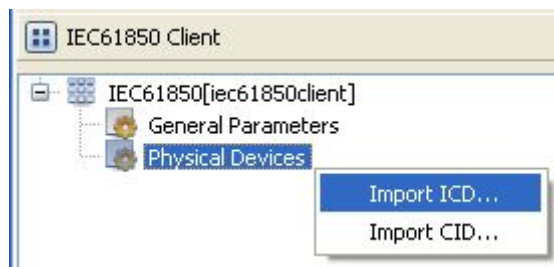 IEC61850 Client
IEC61850[iec61850client]
General Parameters
Physical Devices
Import ICD...
Import CID...